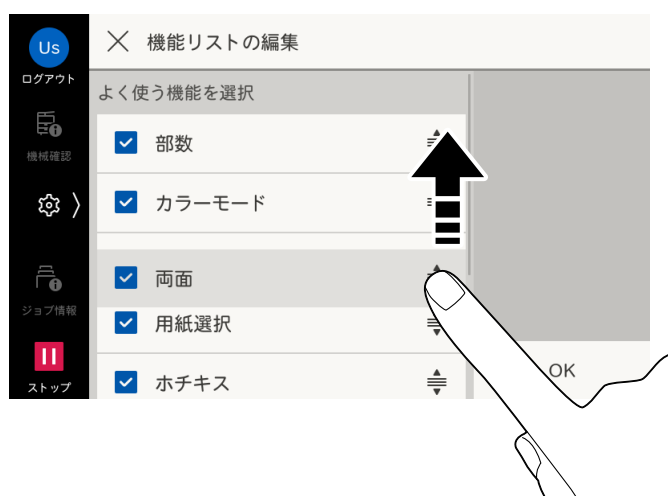 Us
ログアウト
機械確認
ジョブ情報
ストップ
機能リストの編集
よく使う機能を選択
部数
カラーモード
両面
用紙選択
ホチキス
OK